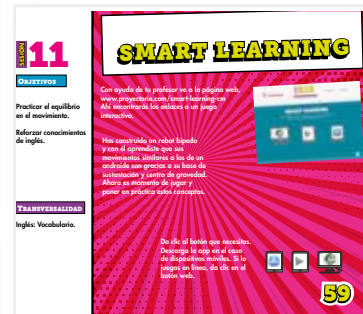 SESIÓN 11
SMART LEARNING
OBJETIVOS
Practicar el equilibrio
en el movimiento.
Reforzar conocimientos
de inglés.
TRANSVERSALIDAD
Inglés: Vocabulario.
Con ayuda de tu profesor ve a la página web,
www.proyectorie.com/smart-learning-cm
Ahí encontrarás los enlaces a un juego
interactivo.
Has construido un robot bípedo
y con él aprendiste que sus
movimientos similares a los de un
androide son gracias a su base de
sustentación y centro de gravedad.
Ahora es momento de jugar y
poner en práctica estos conceptos.
Da clic al botón que necesites.
Descarga la app en el caso
de dispositivos móviles. Si lo
juegas en línea, da clic en el
botón web.
59